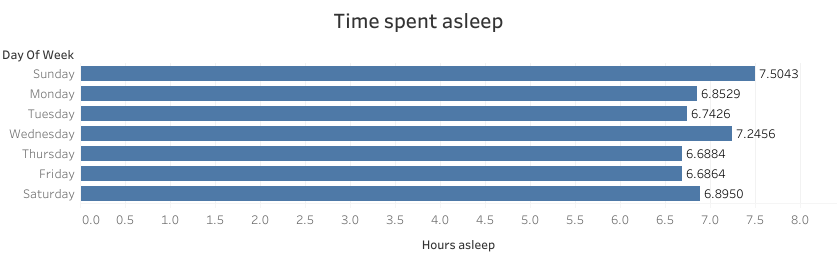 Time spent asleep
Day Of Week
Sunday 7.5043
Monday 6.8529
Tuesday 6.7426
Wednesday 7.2456
Thursday 6.6884
Friday 6.6864
Saturday 6.8950
0.0 0.5 1.0 1.5 2.0 2.5 3.0 3.5 4.0 4.5 5.0 5.5 6.0 6.5 7.0 7.5 8.0
Hours asleep